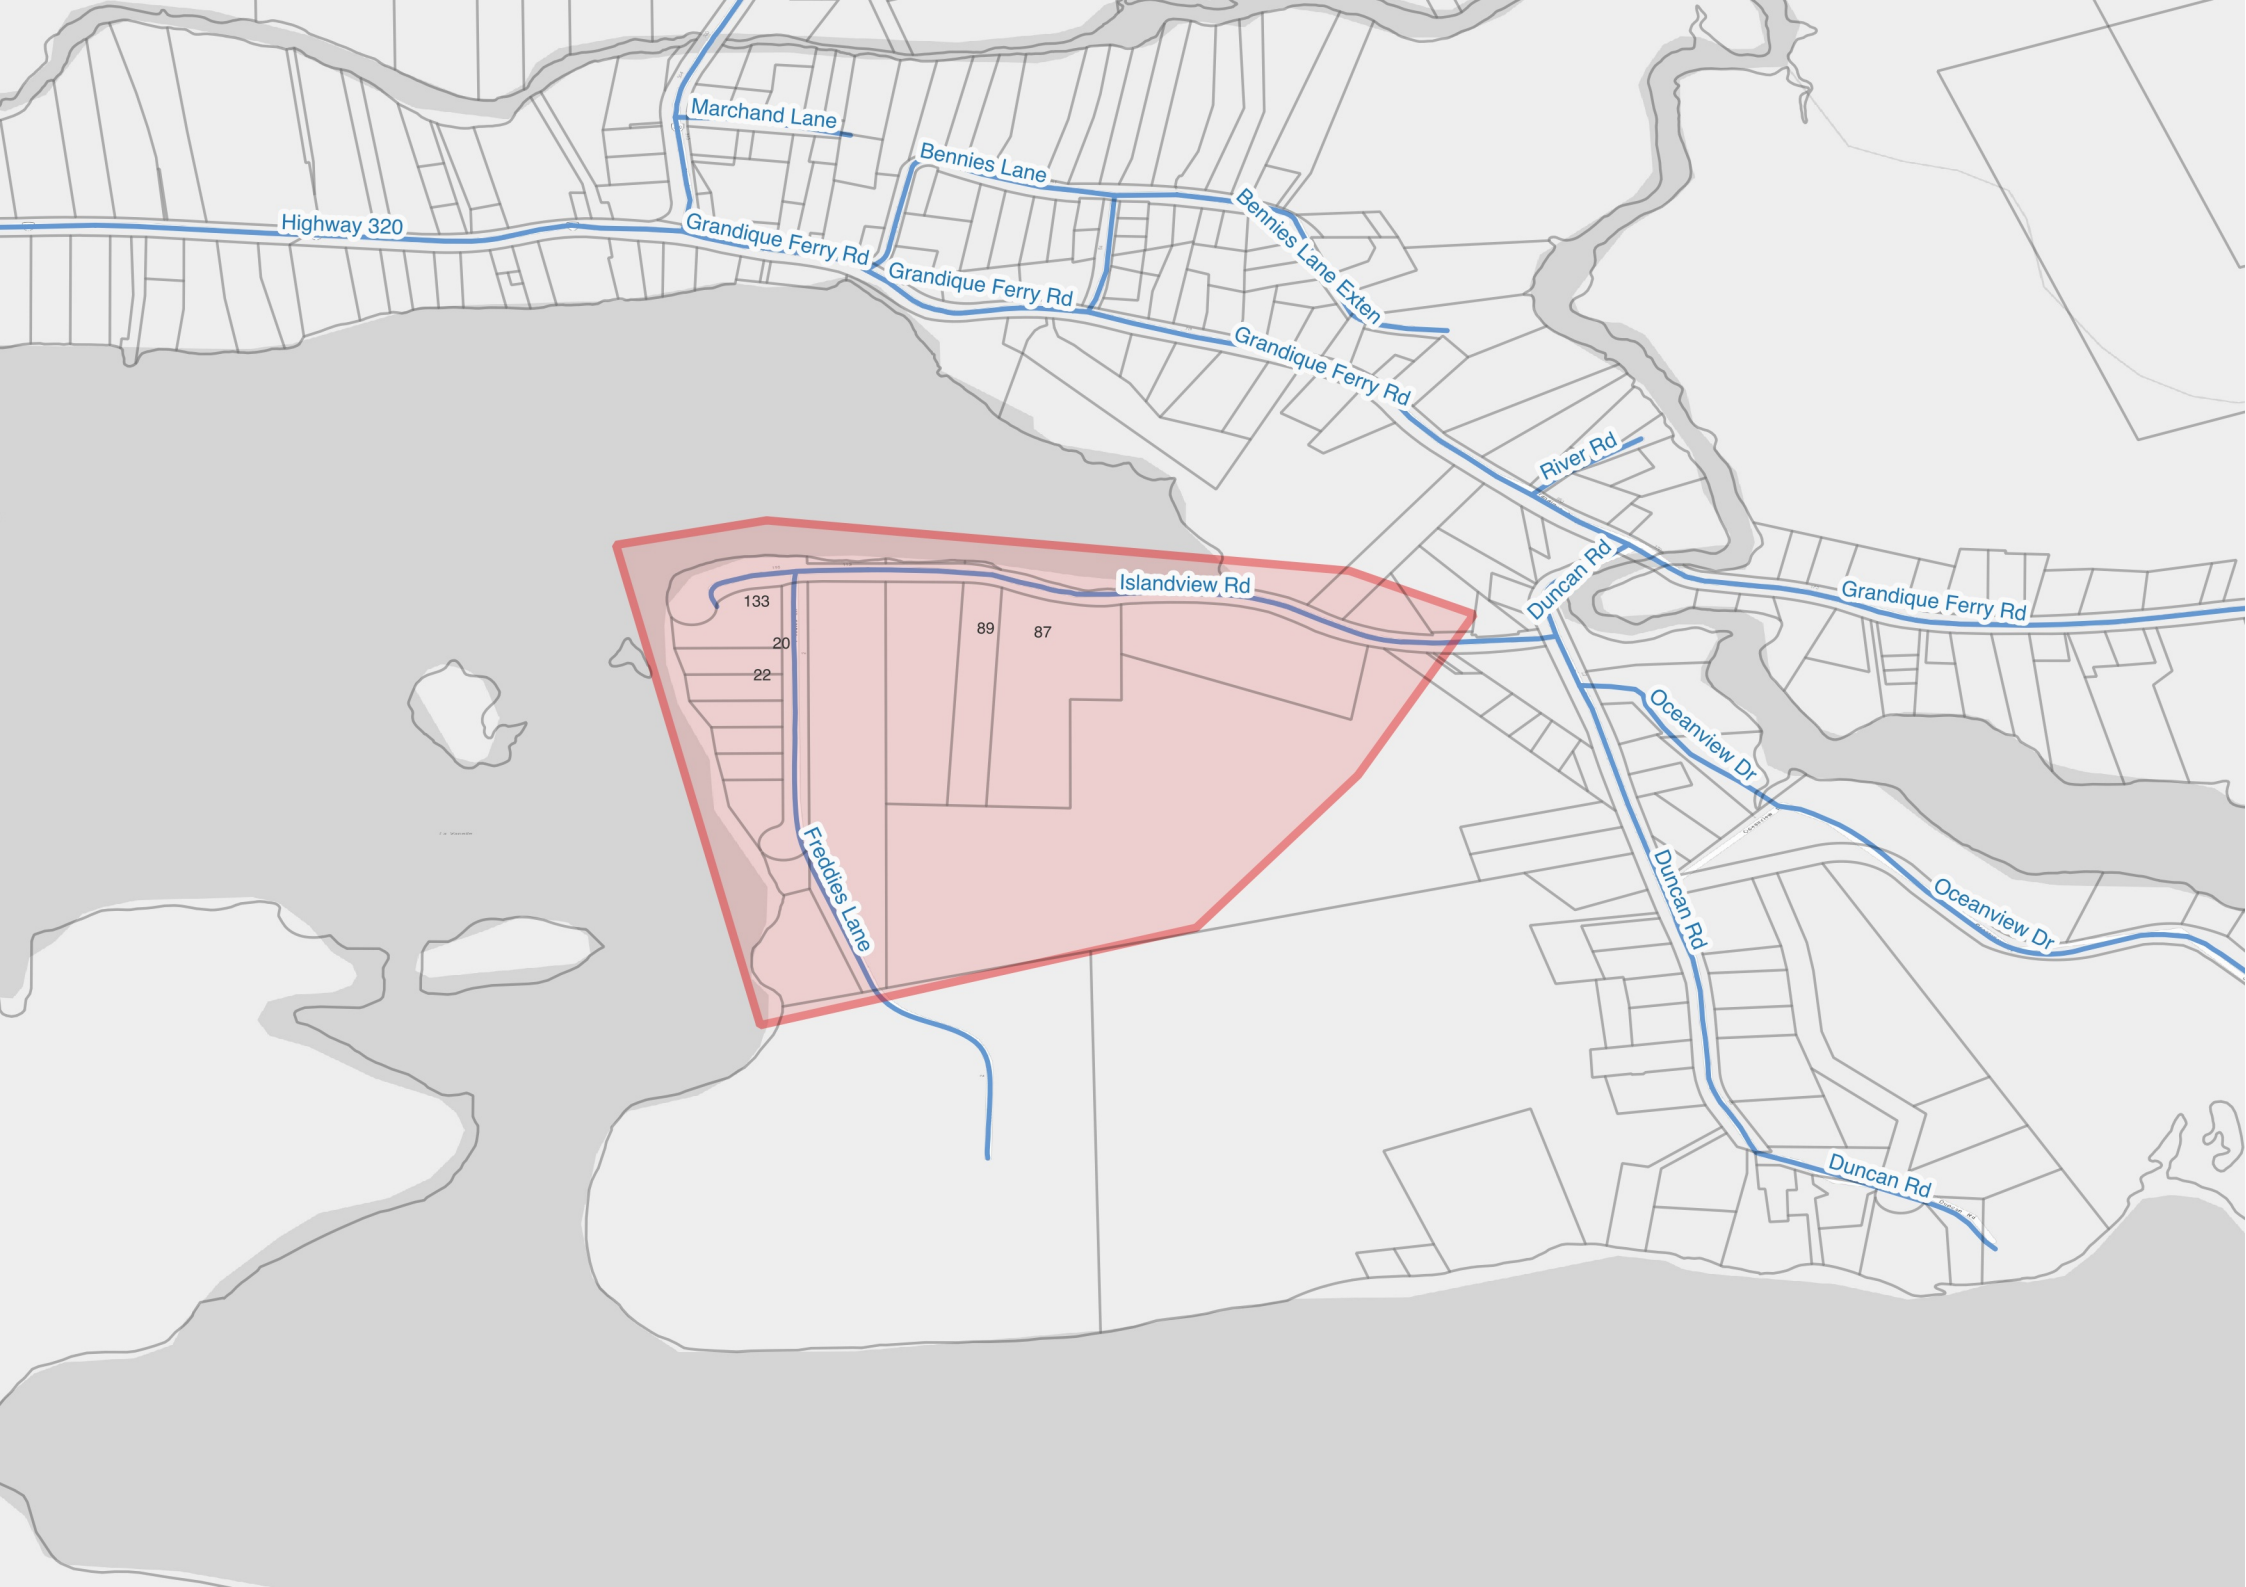 Marchand Lane
Bennies Lane
Highway 320
Grandique Ferry Rd
Bennies Lane Exten
Grandique Ferry Rd
Grandique Ferry Rd
River Rd
Duncan Rd
Islandview Rd
Grandique Ferry Rd
133
89
87
20
22
Oceanview Dr
Freddies Lane
Duncan Rd
Oceanview Dr
Duncan Rd